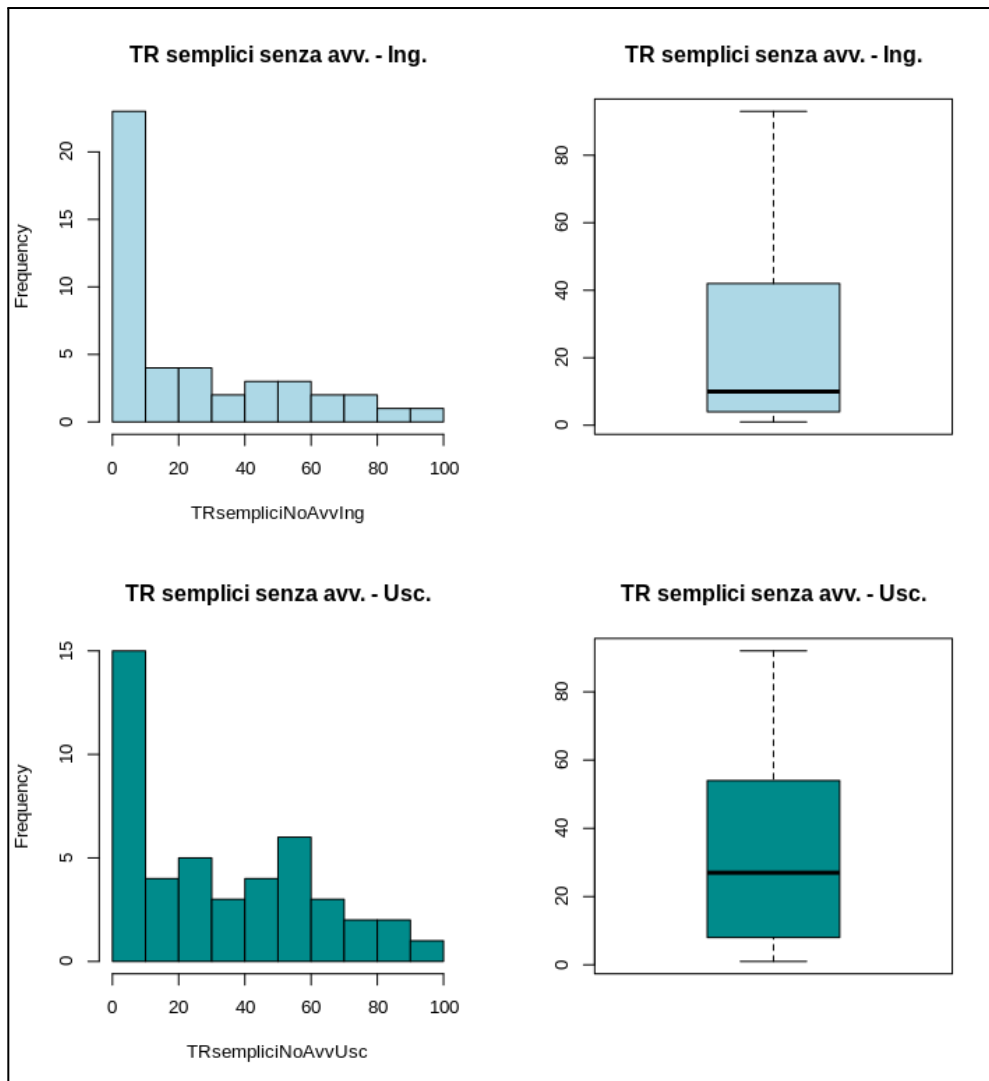 TR semplici senza avv. - Ing.
TR semplici senza avv. - Ing.
Frequency
0 5 10 15 20
0 20 40 60 80 100
TRsempliciNoAvvIng
0 20 40 60 80
TR semplici senza avv. - Usc.
TR semplici senza avv. - Usc.
Frequency
0 5 10 15
0 20 40 60 80 100
TRsempliciNoAvvUsc
0 20 40 60 80